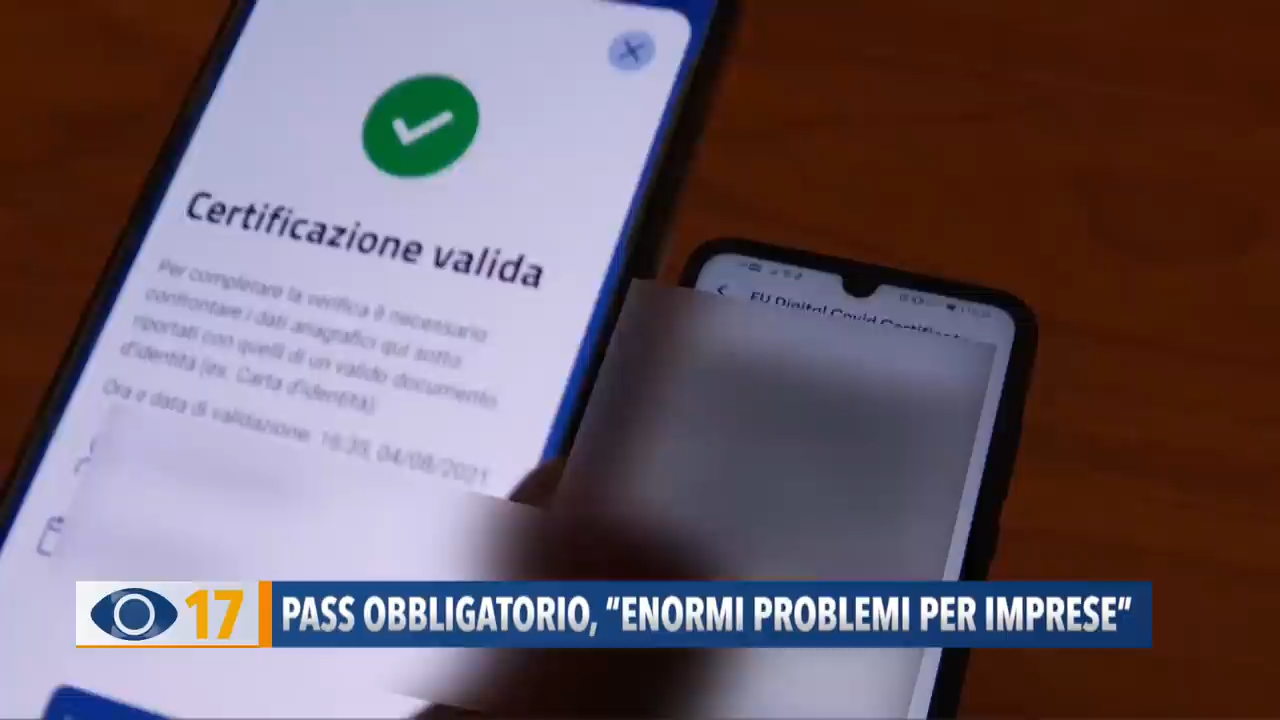 Certificazione valida
Per completare la verifica è necessario
confrontare i dati anagrafici qui sotto
riportati con quelli di un valido documento
d'identità (es. Carta d'identità)
Ora e data di validazione: 16:35, 04/08/2021
EU Digital Covid Certificat
17
PASS OBBLIGATORIO, “ENORMI PROBLEMI PER IMPRESE”